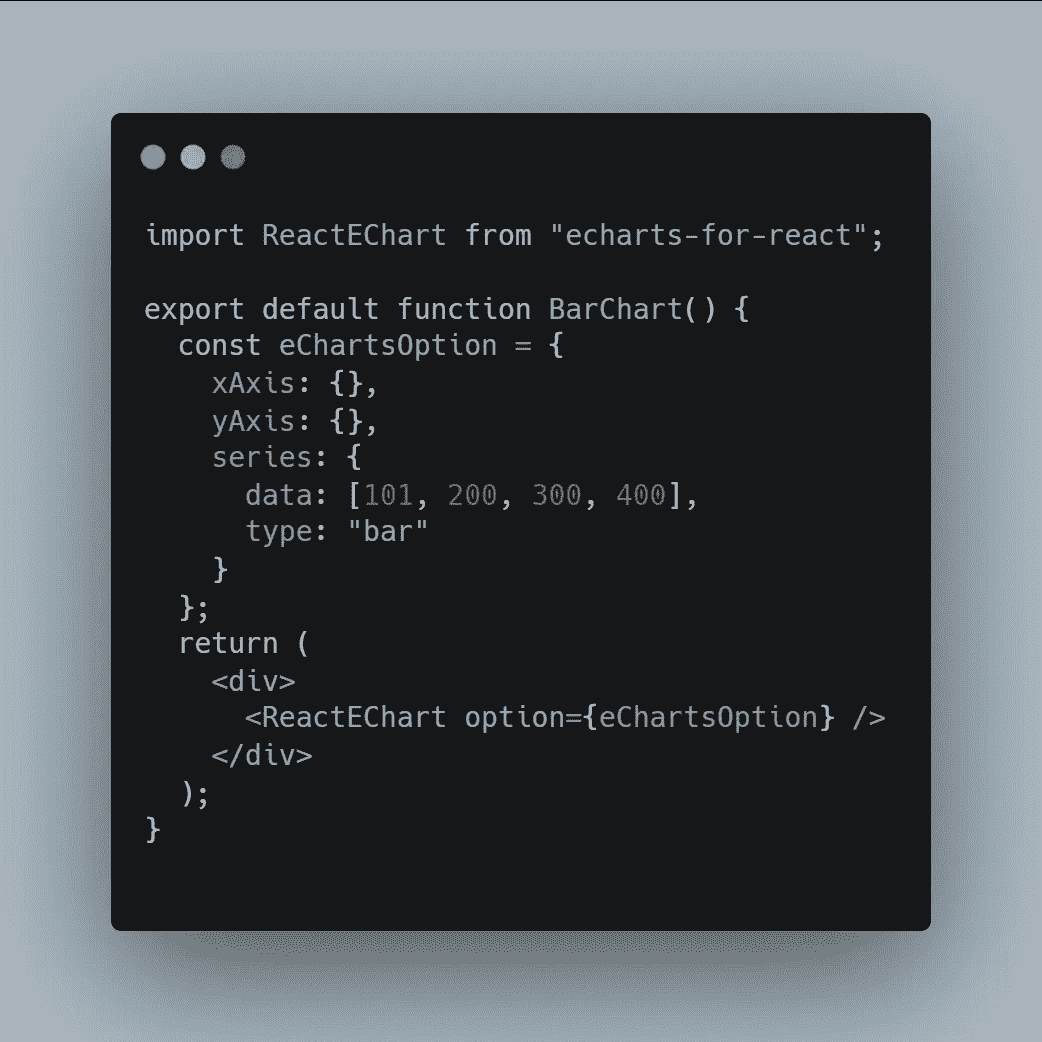 import ReactEChart from "echarts-for-react";

export default function BarChart() {
  const eChartsOption = {
    xAxis: {},
    yAxis: {},
    series: {
      data: [101, 200, 300, 400],
      type: "bar"
    }
  };
  return (
    <div>
      <ReactEChart option={eChartsOption} />
    </div>
  );
}